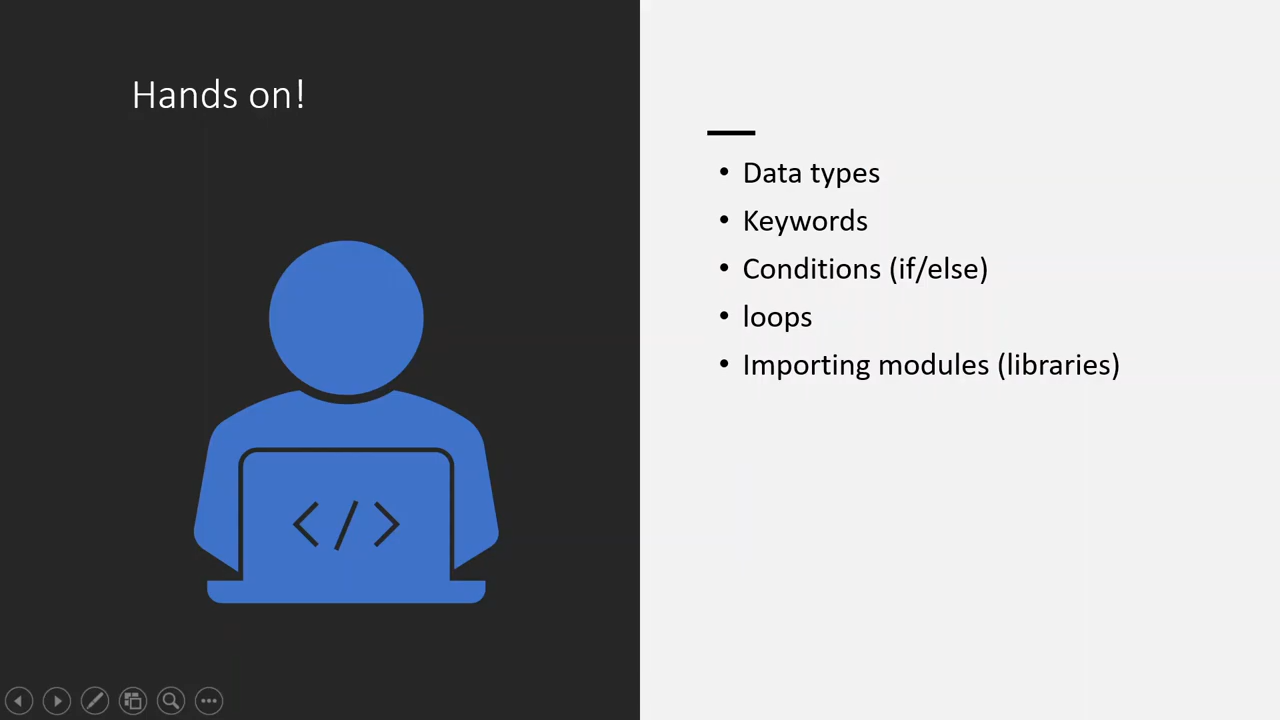 Hands on!
• Data types
• Keywords
• Conditions (if/else)
• loops
• Importing modules (libraries)
</>